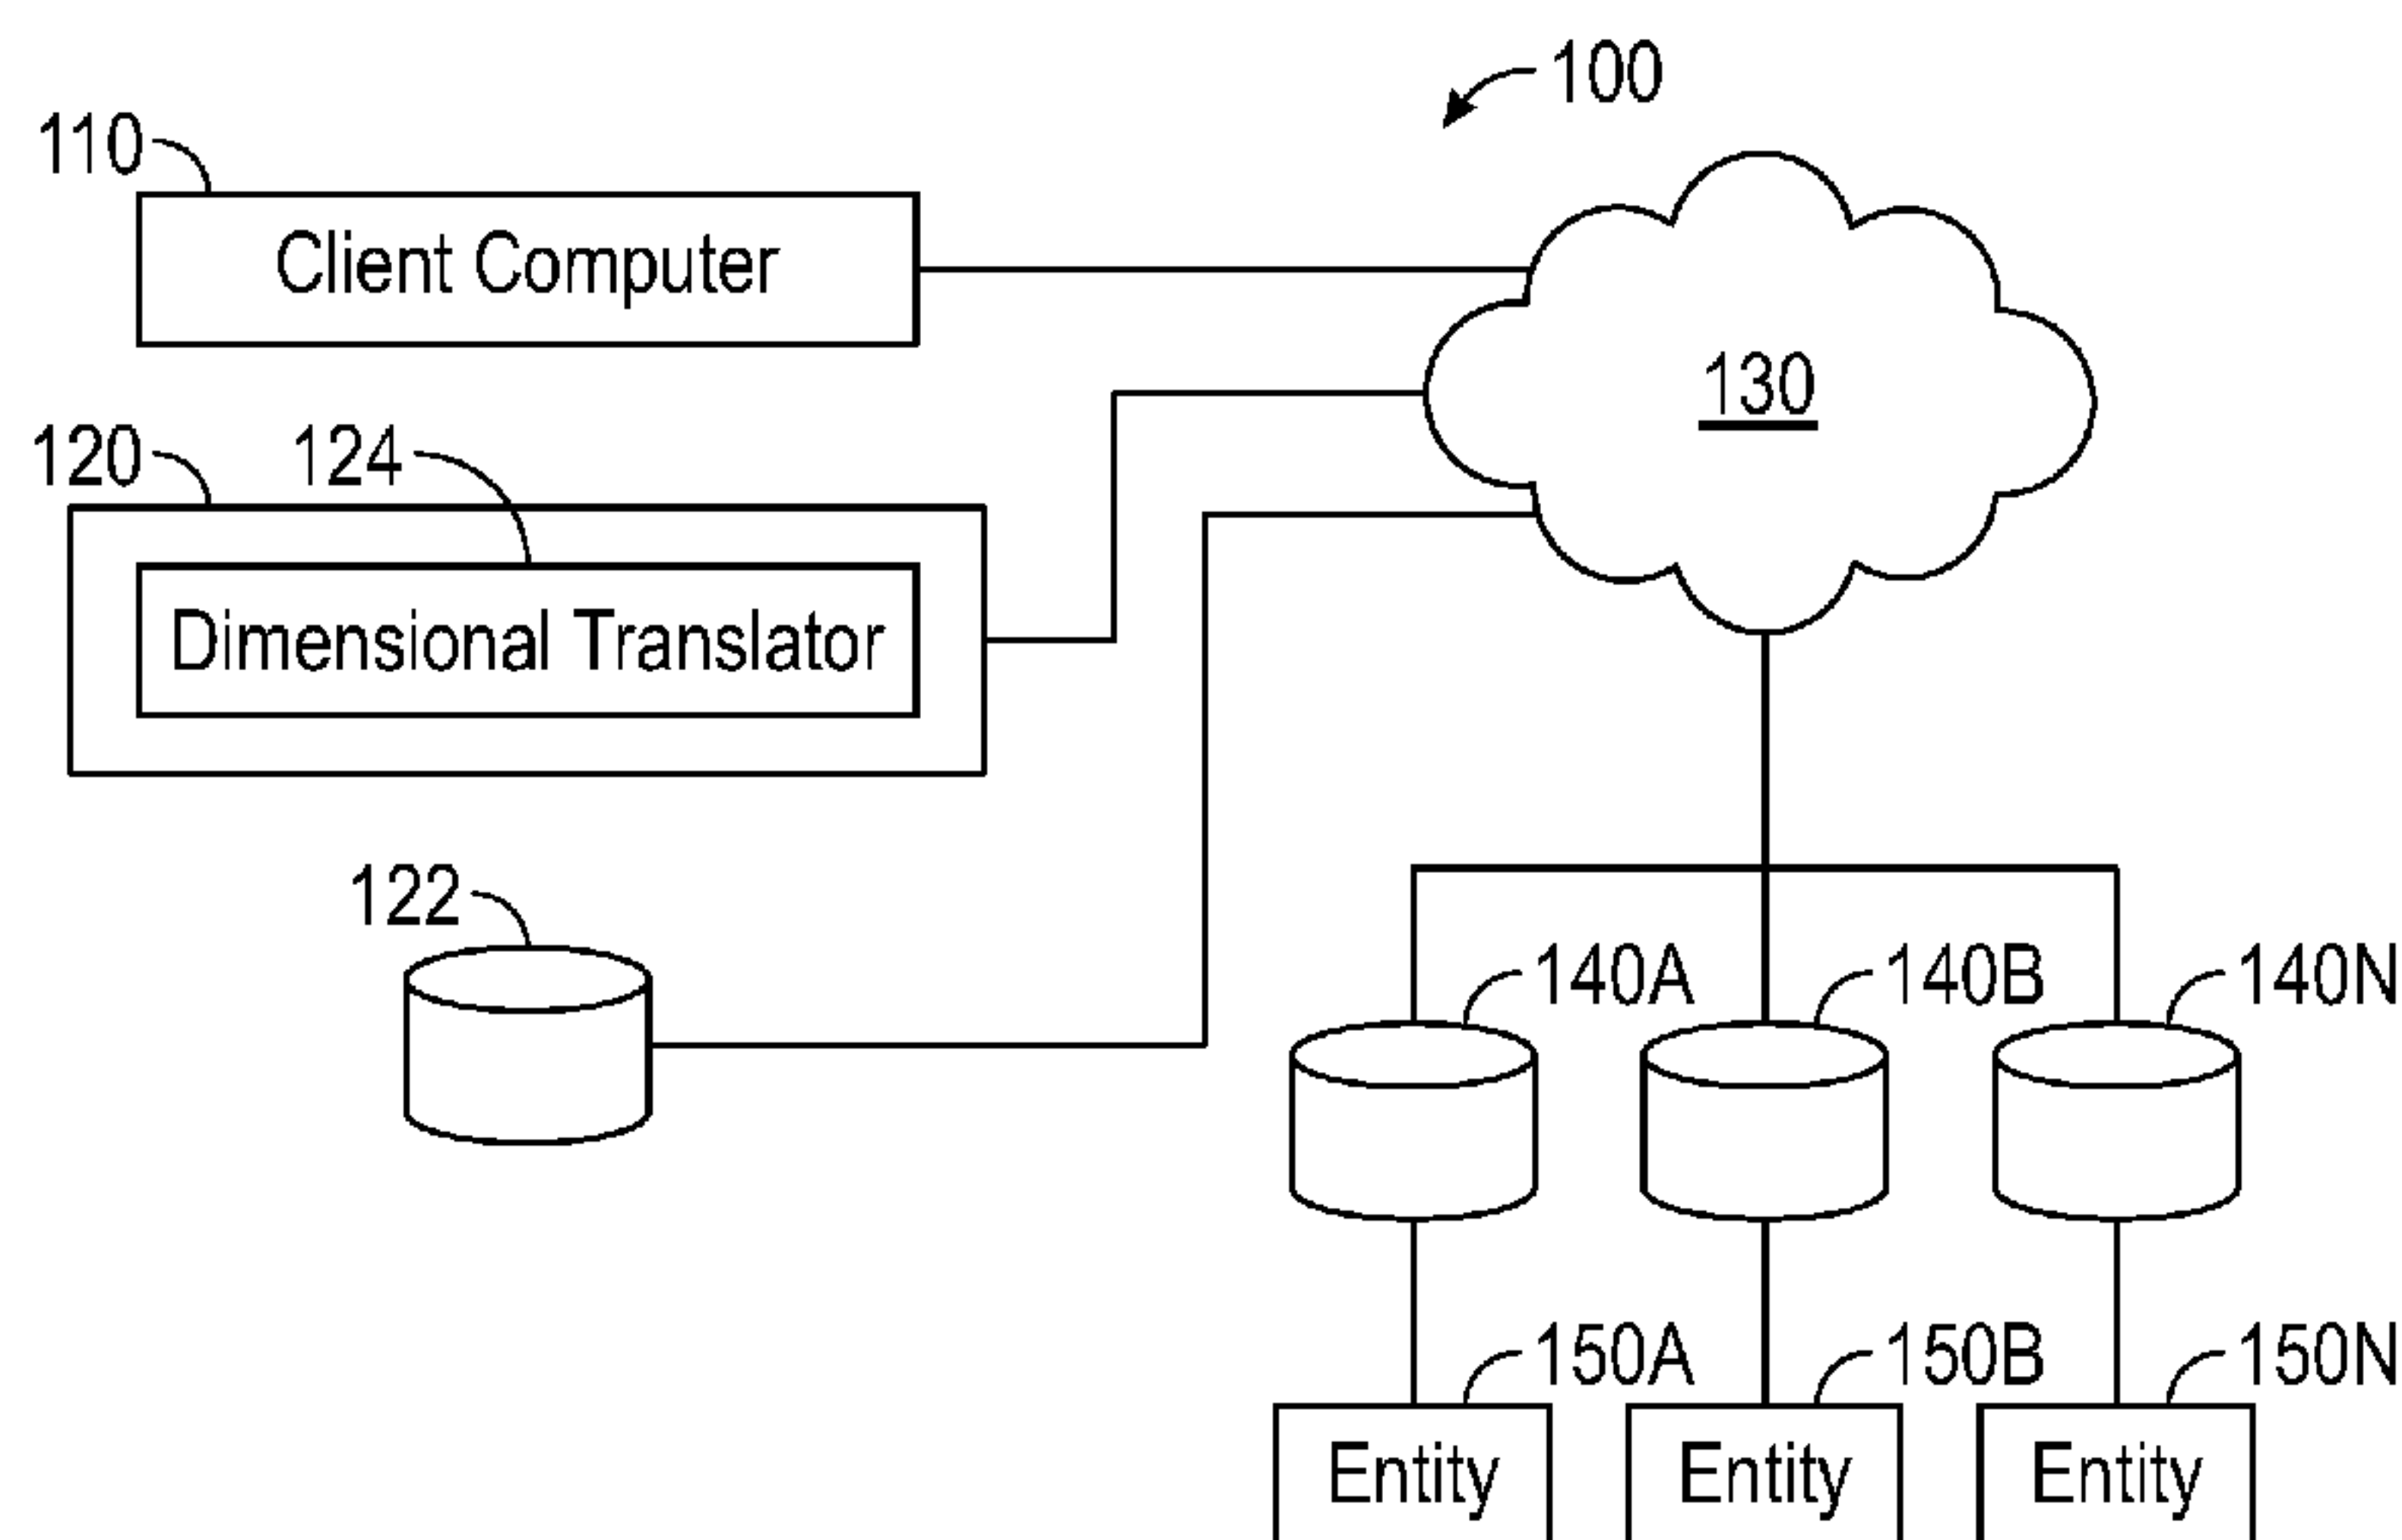 100
110
Client Computer
130
120 124
Dimensional Translator
122
140A 140B 140N
150A 150B 150N
Entity Entity Entity